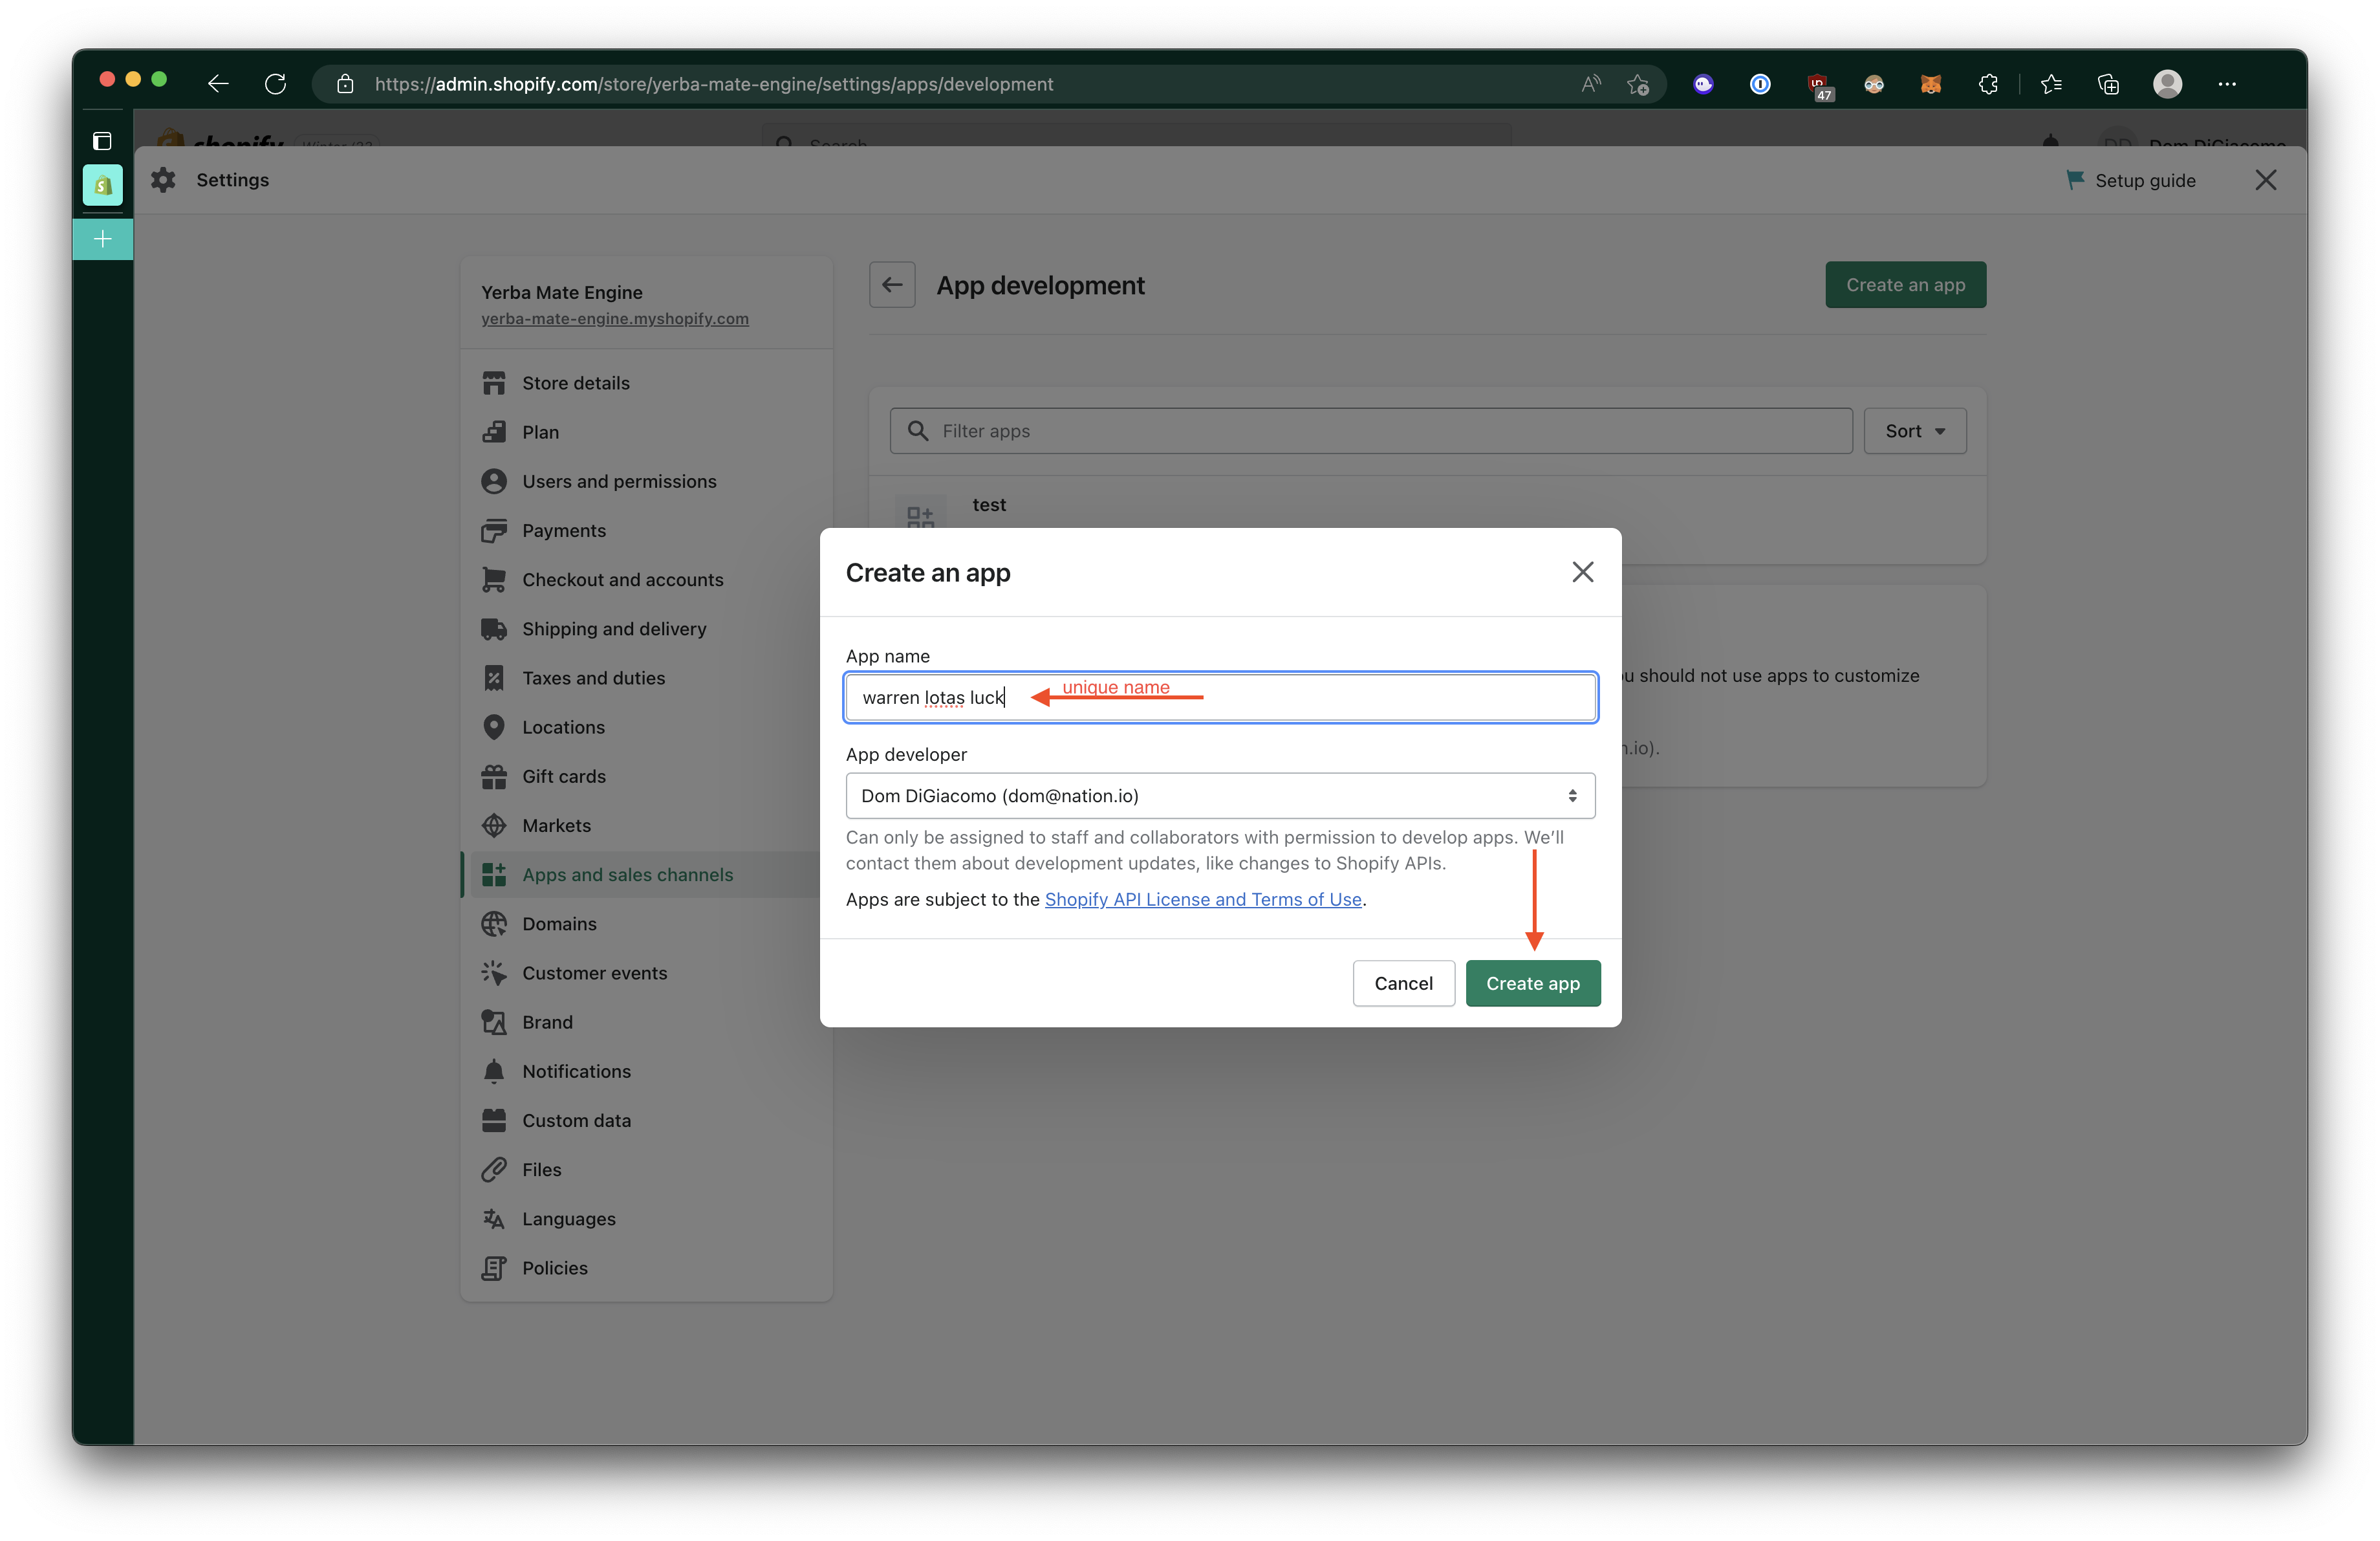 https://admin.shopify.com/store/yerba-mate-engine/settings/apps/development
47
shopify
Search
Dom DiGiacomo
Settings
Setup guide
Yerba Mate Engine
yerba-mate-engine.myshopify.com
Store details
Plan
Users and permissions
Payments
Checkout and accounts
Shipping and delivery
Taxes and duties
Locations
Gift cards
Markets
Apps and sales channels
Domains
Customer events
Brand
Notifications
Custom data
Files
Languages
Policies
App development
Create an app
Filter apps
Sort
test
should not use apps to customize
.io).
Create an app
App name
warren lotas luck
unique name
App developer
Dom DiGiacomo (dom@nation.io)
Can only be assigned to staff and collaborators with permission to develop apps. We'll
contact them about development updates, like changes to Shopify APIs.
Apps are subject to the Shopify API License and Terms of Use.
Cancel
Create app